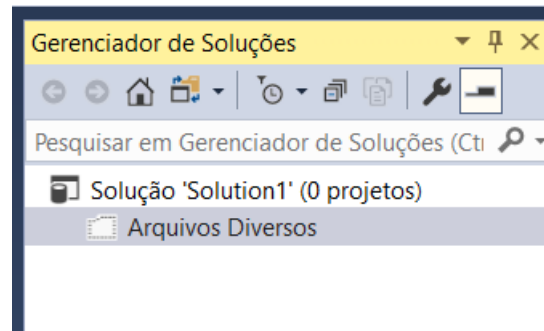 Gerenciador de Soluções
Pesquisar em Gerenciador de Soluções (Ctı
Solução 'Solution1' (0 projetos)
Arquivos Diversos